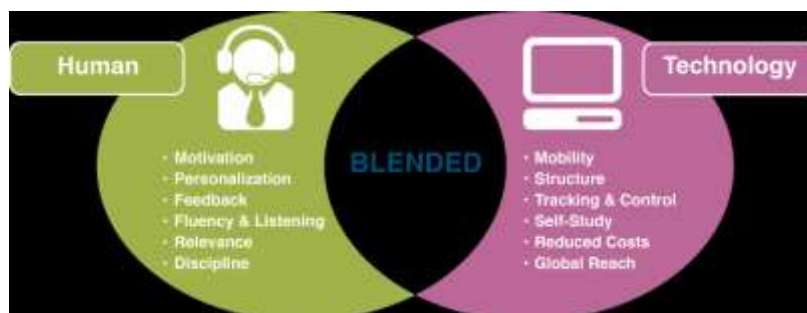 Human
Technology
BLENDED
· Motivation
· Personalization
· Feedback
· Fluency & Listening
· Relevance
· Discipline
· Mobility
· Structure
· Tracking & Control
· Self-Study
· Reduced Costs
· Global Reach